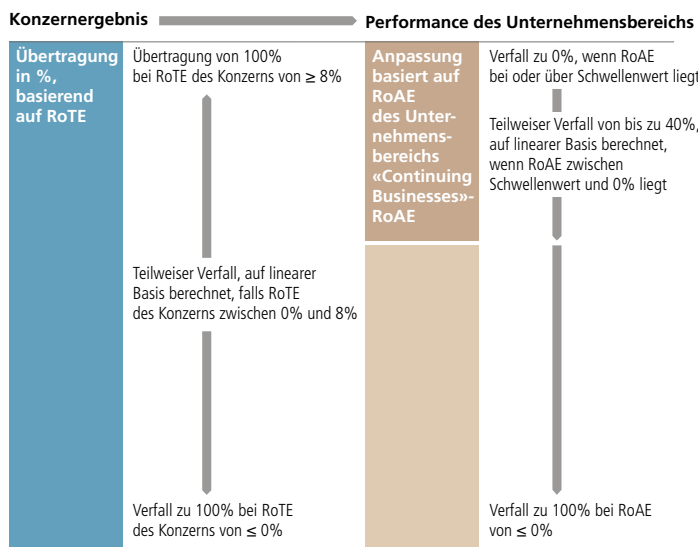 Konzernergebnis
Performance des Unternehmensbereichs
Übertragung
in %,
basierend
auf RoTE
Übertragung von 100%
bei RoTE des Konzerns von ≥ 8%
Teilweiser Verfall, auf linearer
Basis berechnet, falls RoTE
des Konzerns zwischen 0% und 8%
Verfall zu 100% bei RoTE
des Konzerns von ≤ 0%
Anpassung
basiert auf
RoAE
des Unter-
nehmens-
bereichs
«Continuing
Businesses»-
RoAE
Verfall zu 0%, wenn RoAE
bei oder über Schwellenwert liegt
Teilweiser Verfall von bis zu 40%,
auf linearer Basis berechnet,
wenn RoAE zwischen
Schwellenwert und 0% liegt
Verfall zu 100% bei RoAE
von ≤ 0%